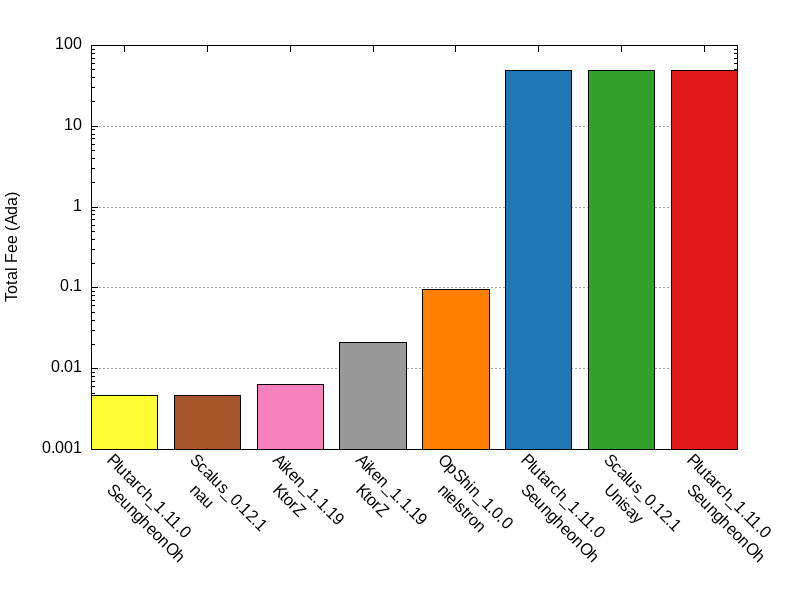 100
10
1
0.1
0.01
0.001
Total Fee (Ada)
Plutarch_1.11.0
SeungheonOh
Scalus_0.12.1
nau
Aiken_1.1.19
KtorZ
Aiken_1.1.19
KtorZ
OpShin_1.0.0
nielstron
Plutarch_1.11.0
SeungheonOh
Scalus_0.12.1
Unisay
Plutarch_1.11.0
SeungheonOh